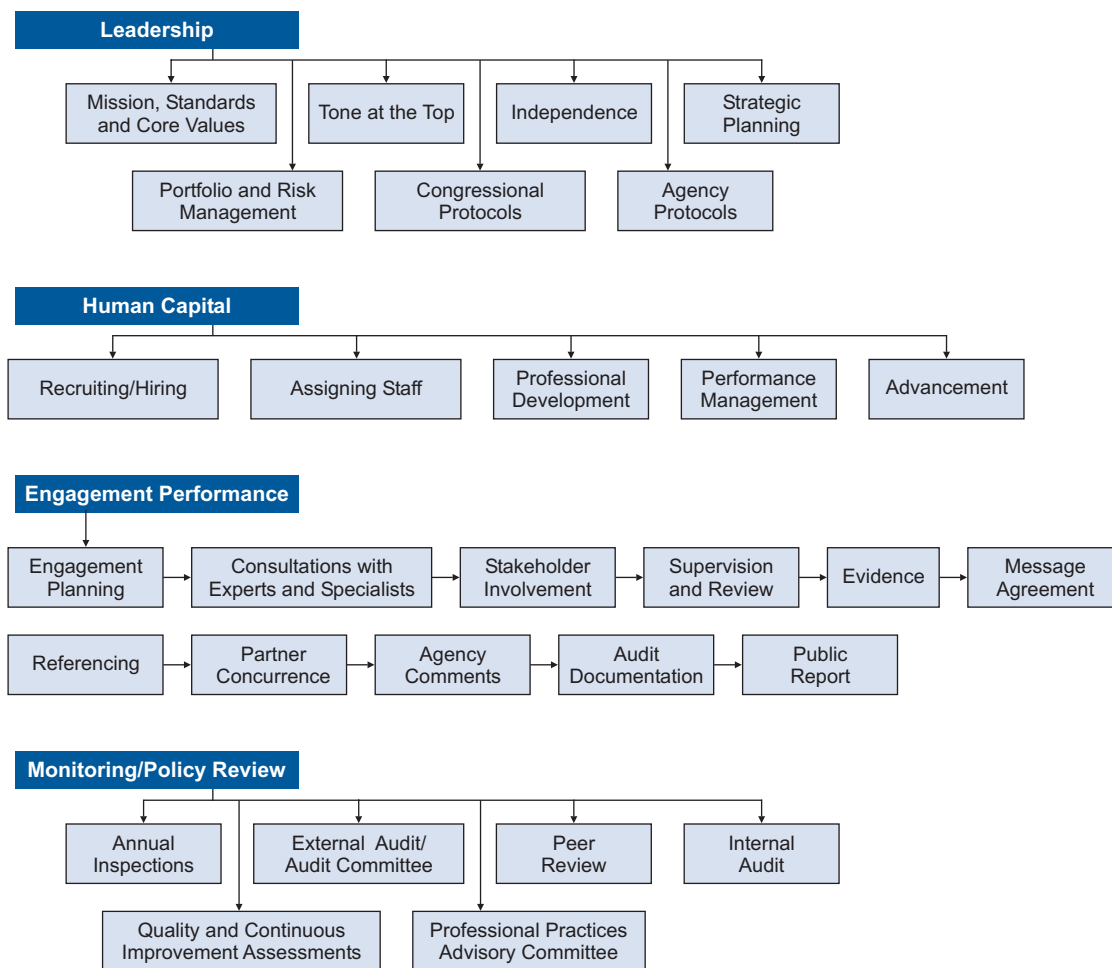 Leadership
Mission, Standards
and Core Values
Tone at the Top
Independence
Strategic
Planning
Portfolio and Risk
Management
Congressional
Protocols
Agency
Protocols
Human Capital
Recruiting/Hiring
Assigning Staff
Professional
Development
Performance
Management
Advancement
Engagement Performance
Engagement
Planning
Consultations with
Experts and Specialists
Stakeholder
Involvement
Supervision
and Review
Evidence
Message
Agreement
Referencing
Partner
Concurrence
Agency
Comments
Audit
Documentation
Public
Report
Monitoring/Policy Review
Annual
Inspections
External Audit/
Audit Committee
Peer
Review
Internal
Audit
Quality and Continuous
Improvement Assessments
Professional Practices
Advisory Committee